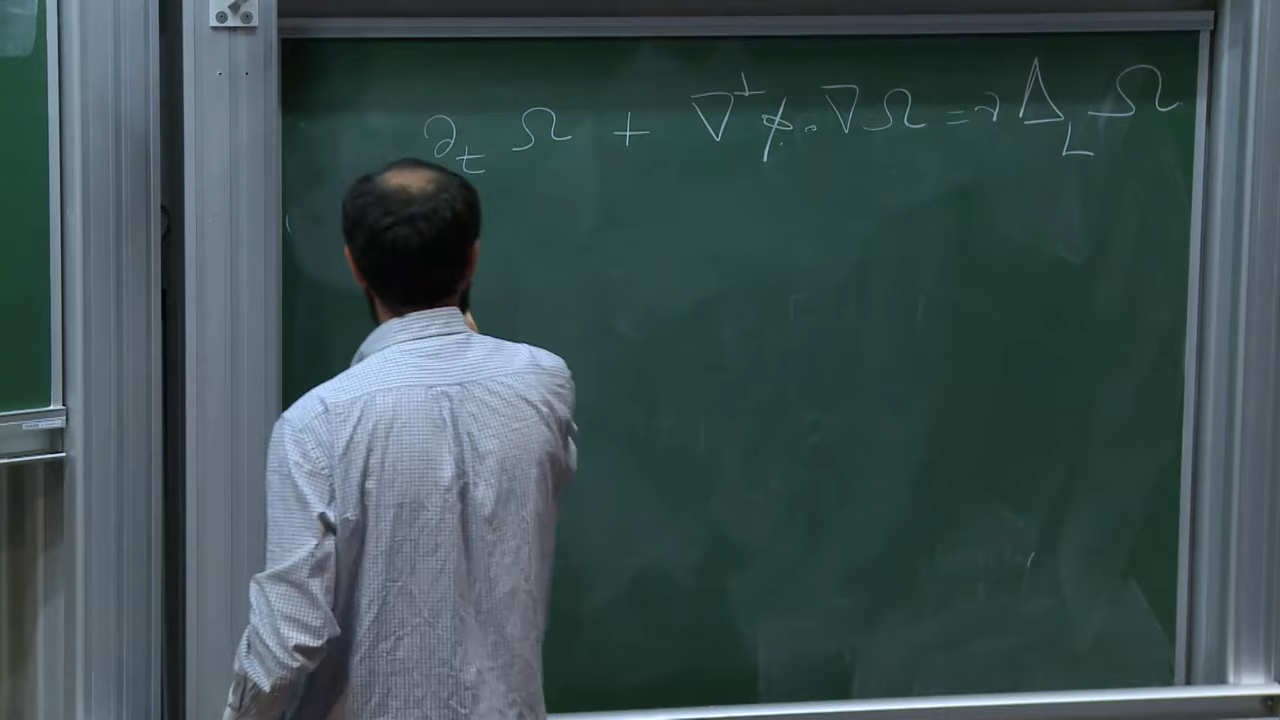 ∂_t Ω + ∇^⊥ϕ · ∇Ω = ν Δ_L Ω